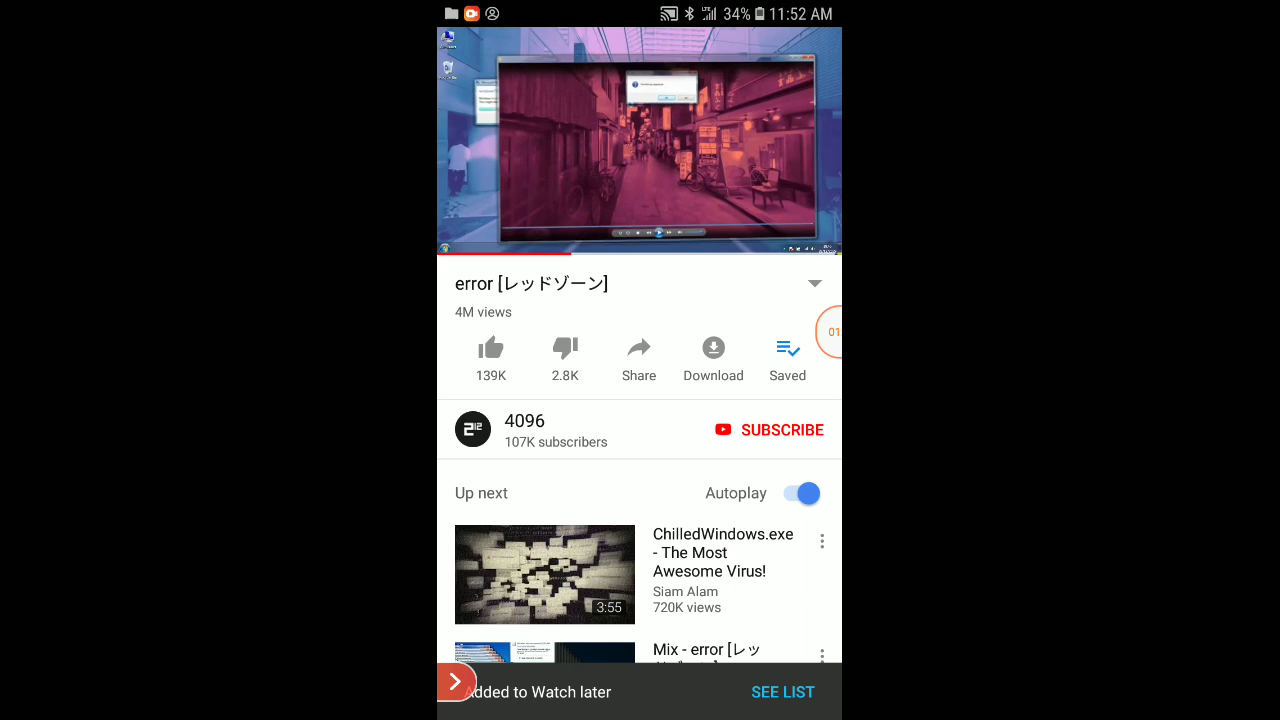 34% 11:52 AM
error [レッドゾーン]
4M views
139K 2.8K Share Download Saved
01
4096
107K subscribers
SUBSCRIBE
Up next
Autoplay
ChilledWindows.exe
- The Most
Awesome Virus!
Siam Alam
720K views
3:55
Mix - error [レッ
Added to Watch later
SEE LIST